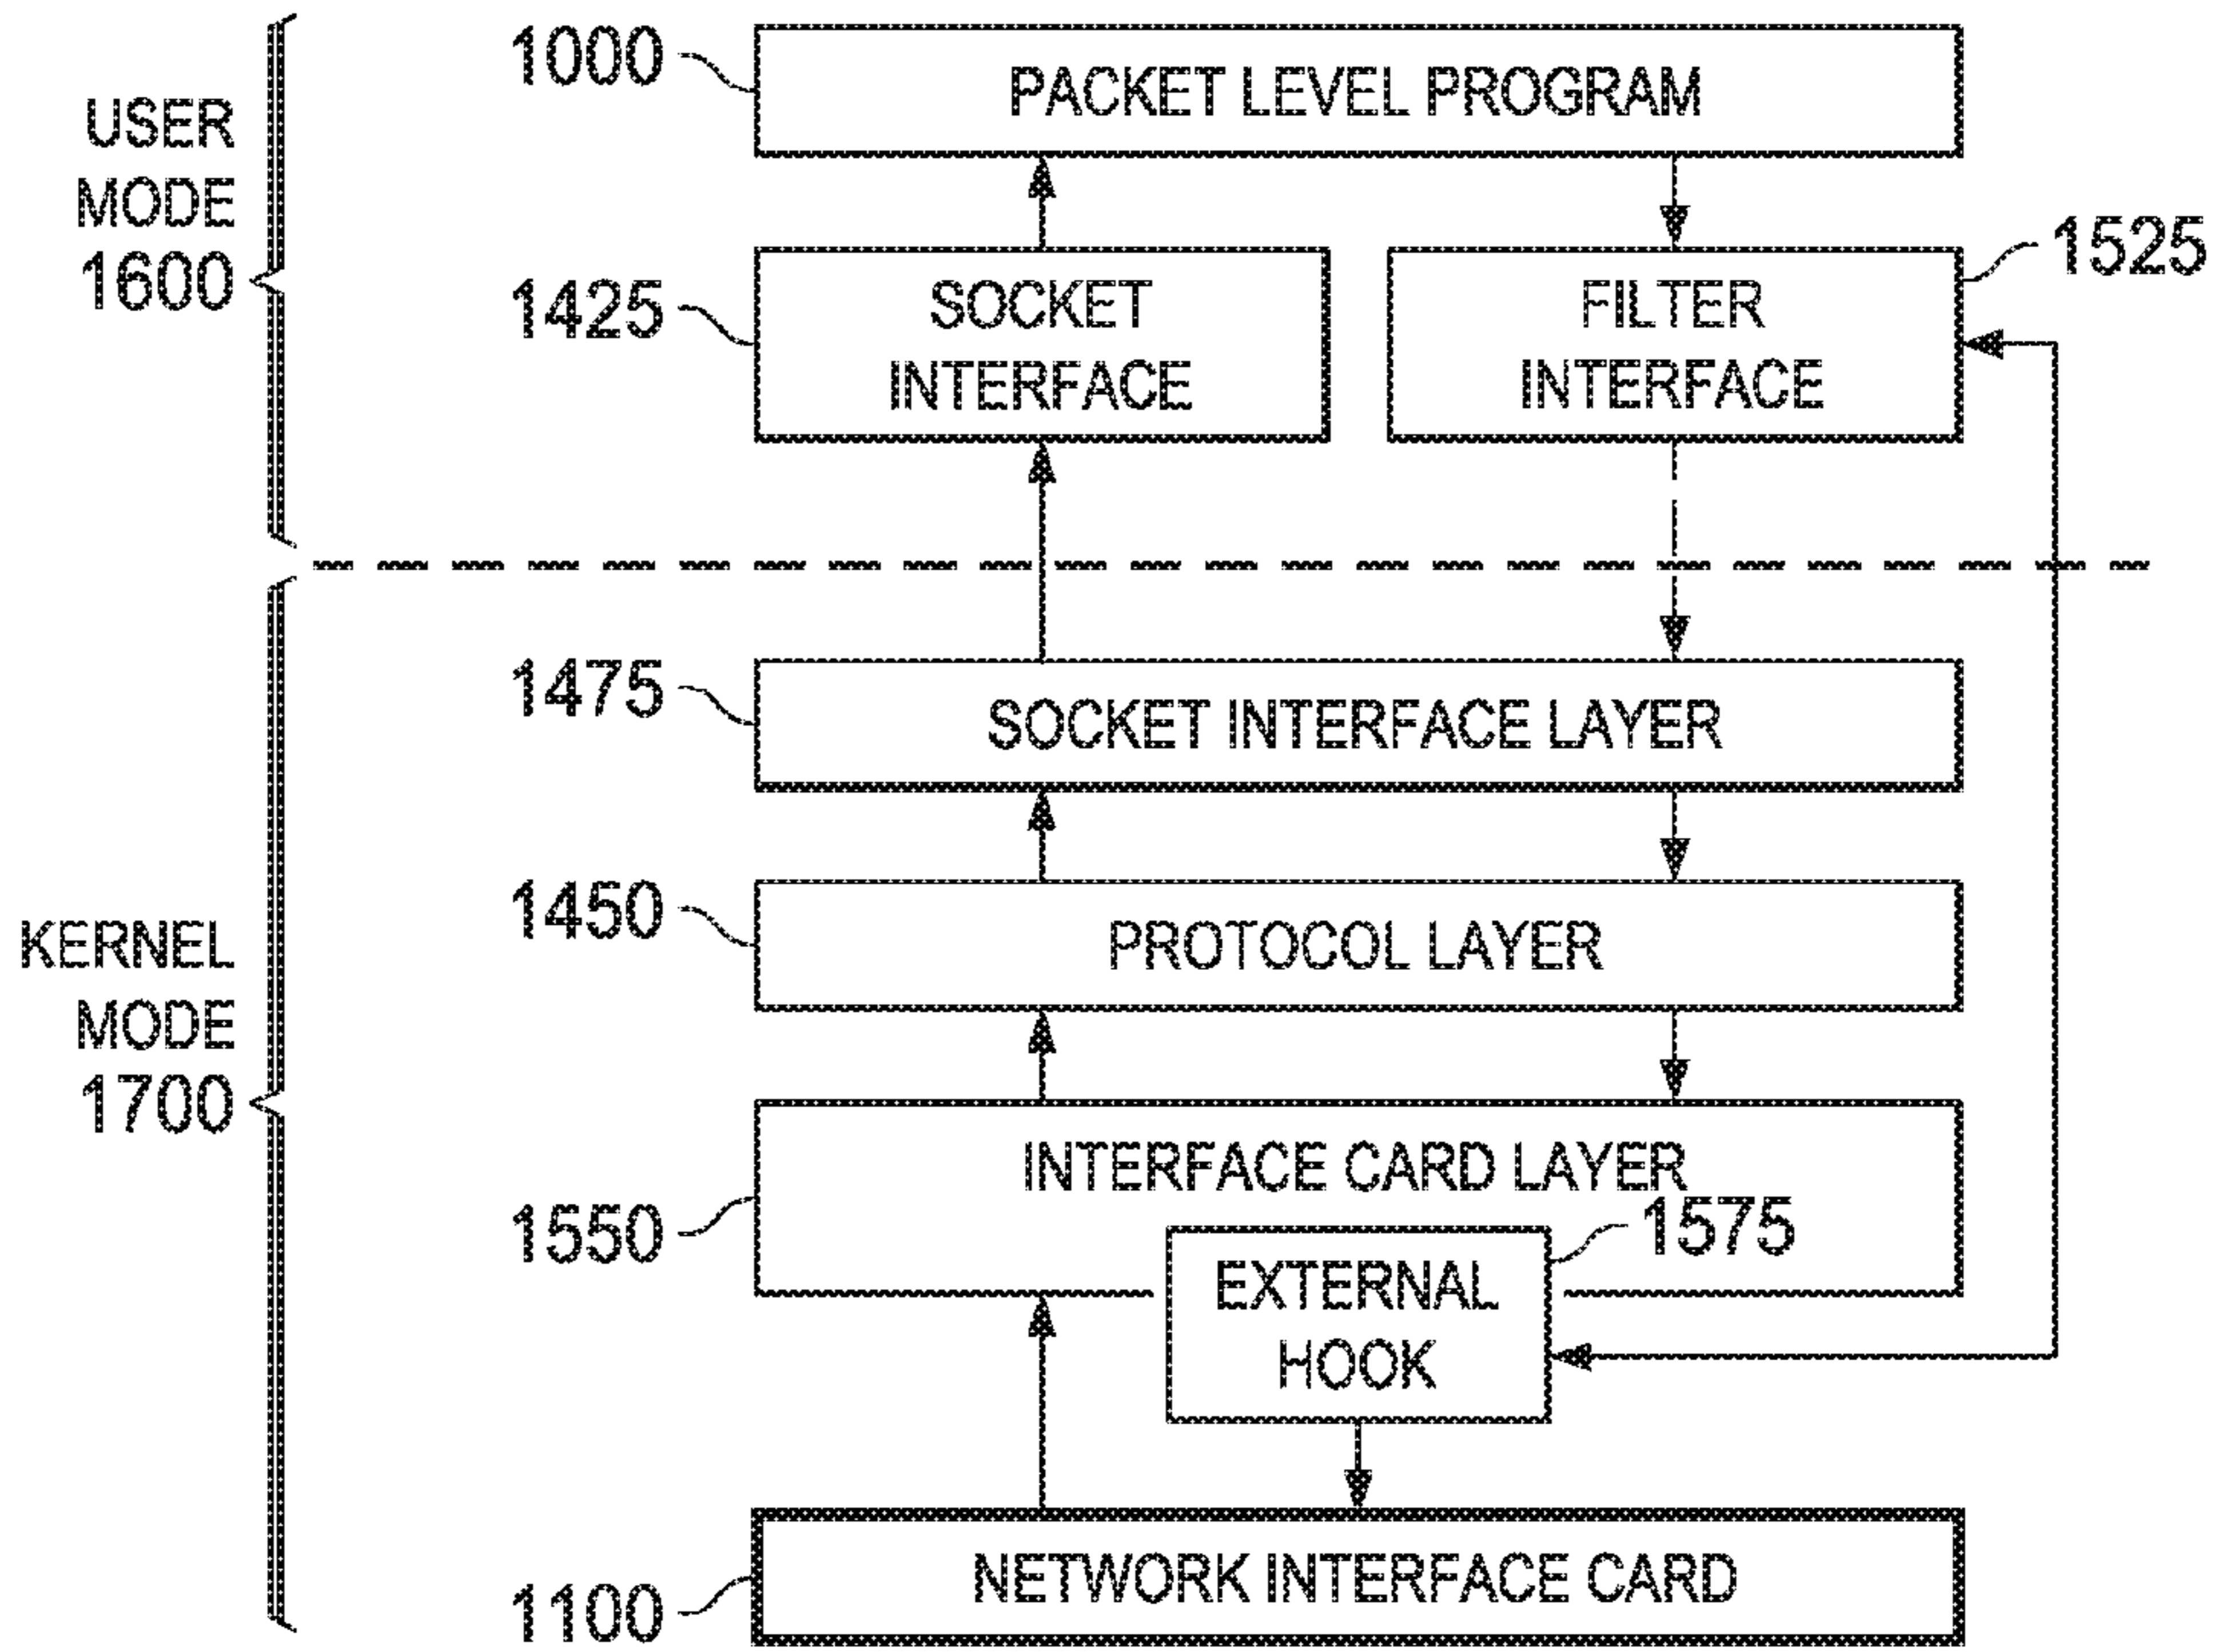 1000
PACKET LEVEL PROGRAM
USER
MODE
1600
1425
SOCKET
INTERFACE
FILTER
INTERFACE
1525
1475
SOCKET INTERFACE LAYER
1450
PROTOCOL LAYER
KERNEL
MODE
1700
INTERFACE CARD LAYER
1550
1575
EXTERNAL
HOOK
1100
NETWORK INTERFACE CARD